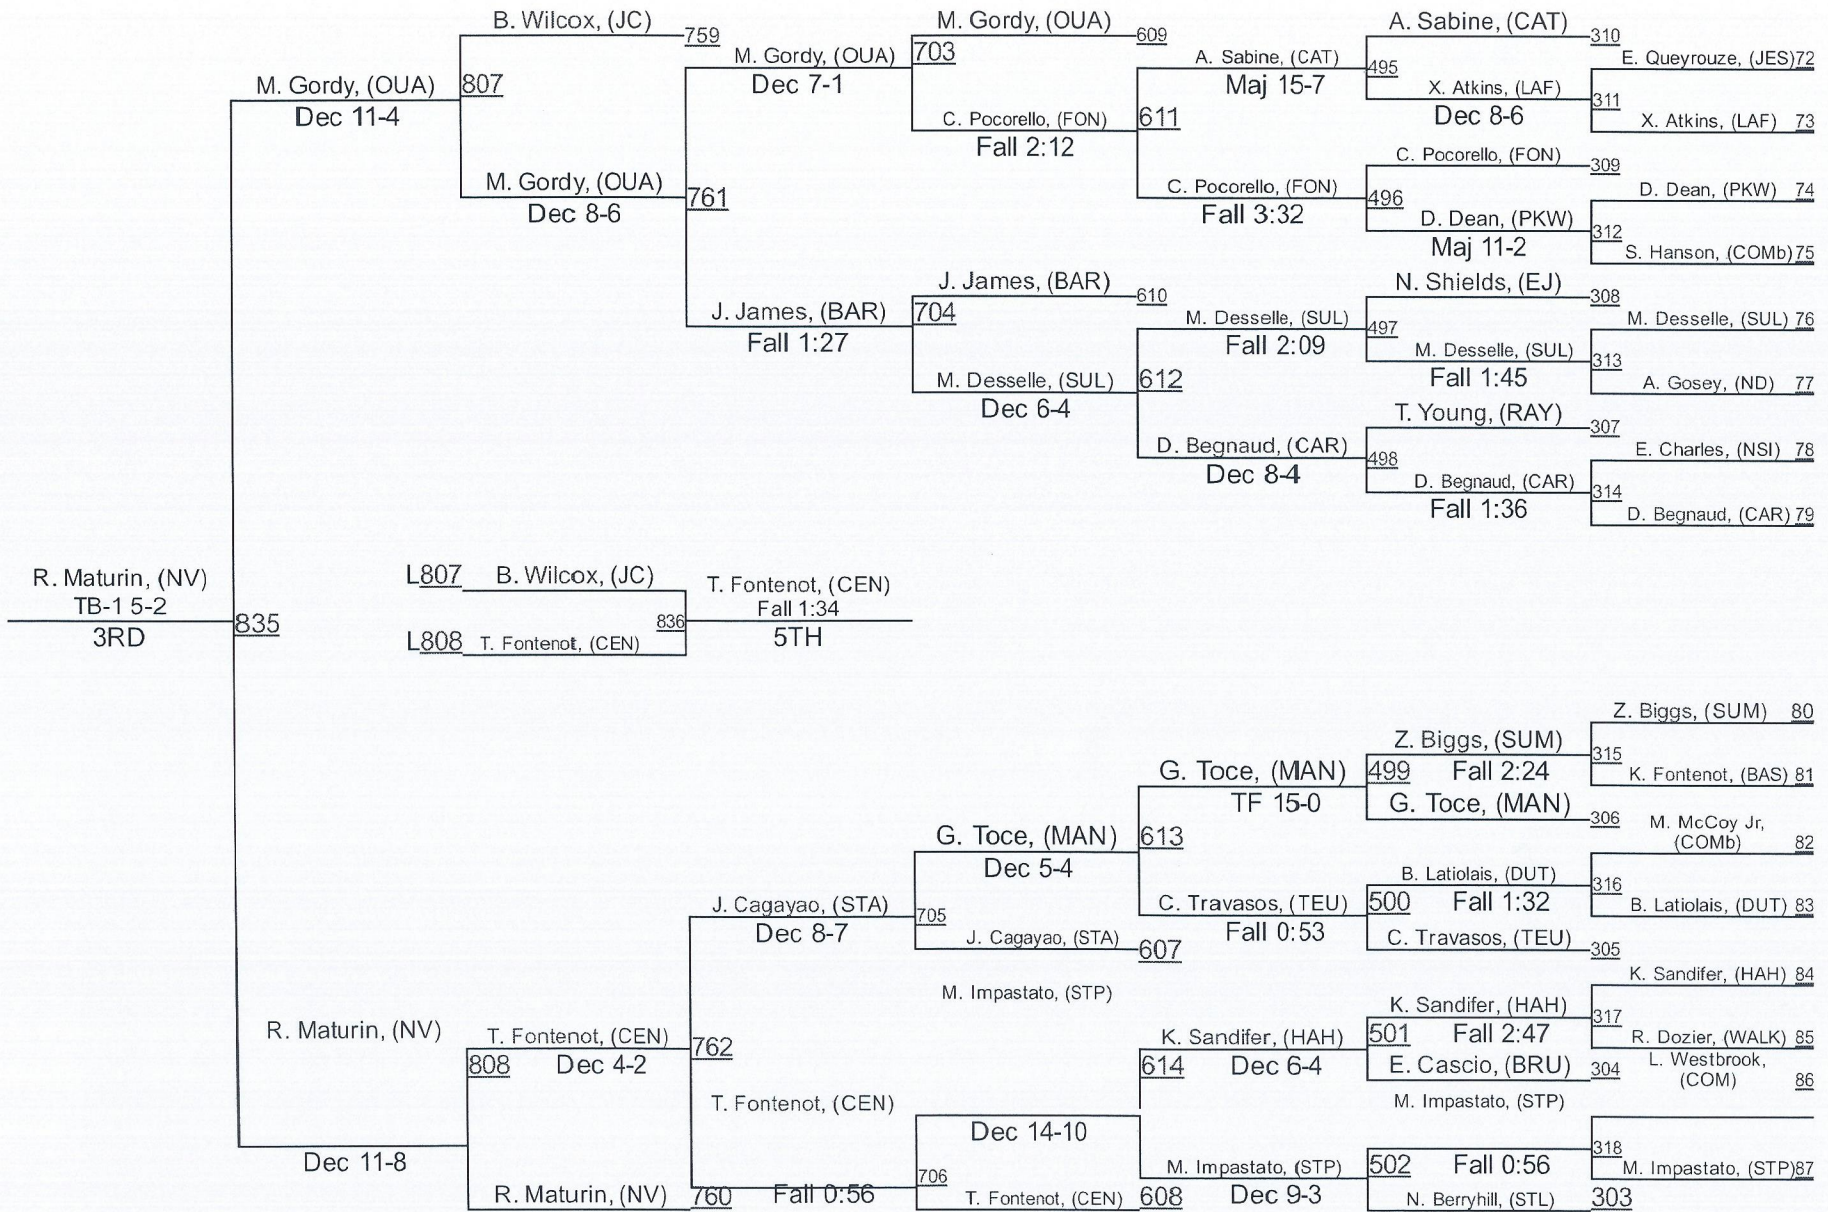 B. Wilcox, (JC)
759
M. Gordy, (OUA)
609
A. Sabine, (CAT)
310
E. Queyrouze, (JES) 72
M. Gordy, (OUA)
703
Dec 7-1
A. Sabine, (CAT)
495
Maj 15-7
X. Atkins, (LAF)
311
Dec 8-6
X. Atkins, (LAF) 73
M. Gordy, (OUA)
807
Dec 11-4
C. Pocorello, (FON)
611
Fall 2:12
C. Pocorello, (FON)
309
D. Dean, (PKW) 74
M. Gordy, (OUA)
761
Dec 8-6
C. Pocorello, (FON)
496
Fall 3:32
D. Dean, (PKW)
312
Maj 11-2
S. Hanson, (COMb) 75
J. James, (BAR)
610
N. Shields, (EJ)
308
M. Desselle, (SUL) 76
J. James, (BAR)
704
Fall 1:27
M. Desselle, (SUL)
497
Fall 2:09
M. Desselle, (SUL)
313
Fall 1:45
A. Gosey, (ND) 77
M. Desselle, (SUL)
612
Dec 6-4
T. Young, (RAY)
307
E. Charles, (NSI) 78
D. Begnaud, (CAR)
498
Dec 8-4
D. Begnaud, (CAR)
314
Fall 1:36
D. Begnaud, (CAR) 79
R. Maturin, (NV)
TB-1 5-2
3RD
835
L807 B. Wilcox, (JC)
L808 T. Fontenot, (CEN)
836
T. Fontenot, (CEN)
Fall 1:34
5TH
Z. Biggs, (SUM) 80
Z. Biggs, (SUM)
315
Fall 2:24
K. Fontenot, (BAS) 81
G. Toce, (MAN)
499
TF 15-0
G. Toce, (MAN)
306
M. McCoy Jr,
(COMb) 82
G. Toce, (MAN)
613
Dec 5-4
B. Latiolais, (DUT)
316
Fall 1:32
B. Latiolais, (DUT) 83
C. Travasos, (TEU)
500
Fall 0:53
C. Travasos, (TEU)
305
J. Cagayao, (STA)
705
Dec 8-7
J. Cagayao, (STA)
607
K. Sandifer, (HAH) 84
M. Impastato, (STP)
K. Sandifer, (HAH)
317
Fall 2:47
R. Dozier, (WALK) 85
K. Sandifer, (HAH)
501
614
Dec 6-4
E. Cascio, (BRU)
304
L. Westbrook,
(COM) 86
R. Maturin, (NV)
T. Fontenot, (CEN)
762
808
Dec 4-2
T. Fontenot, (CEN)
M. Impastato, (STP)
Dec 14-10
Dec 11-8
M. Impastato, (STP)
502
Dec 9-3
Fall 0:56
318
M. Impastato, (STP) 87
R. Maturin, (NV)
760
Fall 0:56
706
T. Fontenot, (CEN)
608
N. Berryhill, (STL)
303